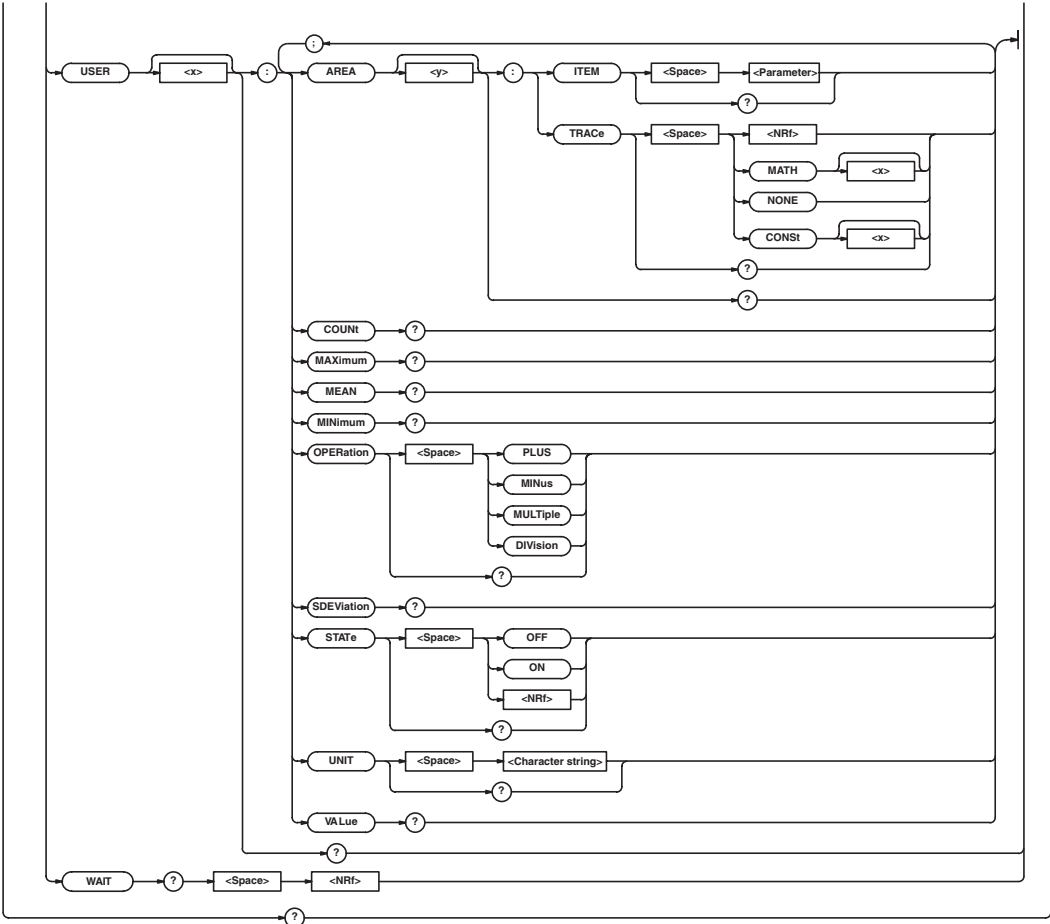 ;
USER <x> : AREA <y> : ITEM <Space> <Parameter>
?
TRACe <Space> <NRf>
MATH <x>
NONE
CONSt <x>
?
?
COUNt ?
MAXimum ?
MEAN ?
MINimum ?
OPERation <Space> PLUS
MINus
MULTiple
DIVision
?
SDEViation ?
STATe <Space> OFF
ON
<NRf>
?
UNIT <Space> <Character string>
?
VALue ?
?
WAIT ? <Space> <NRf>
?